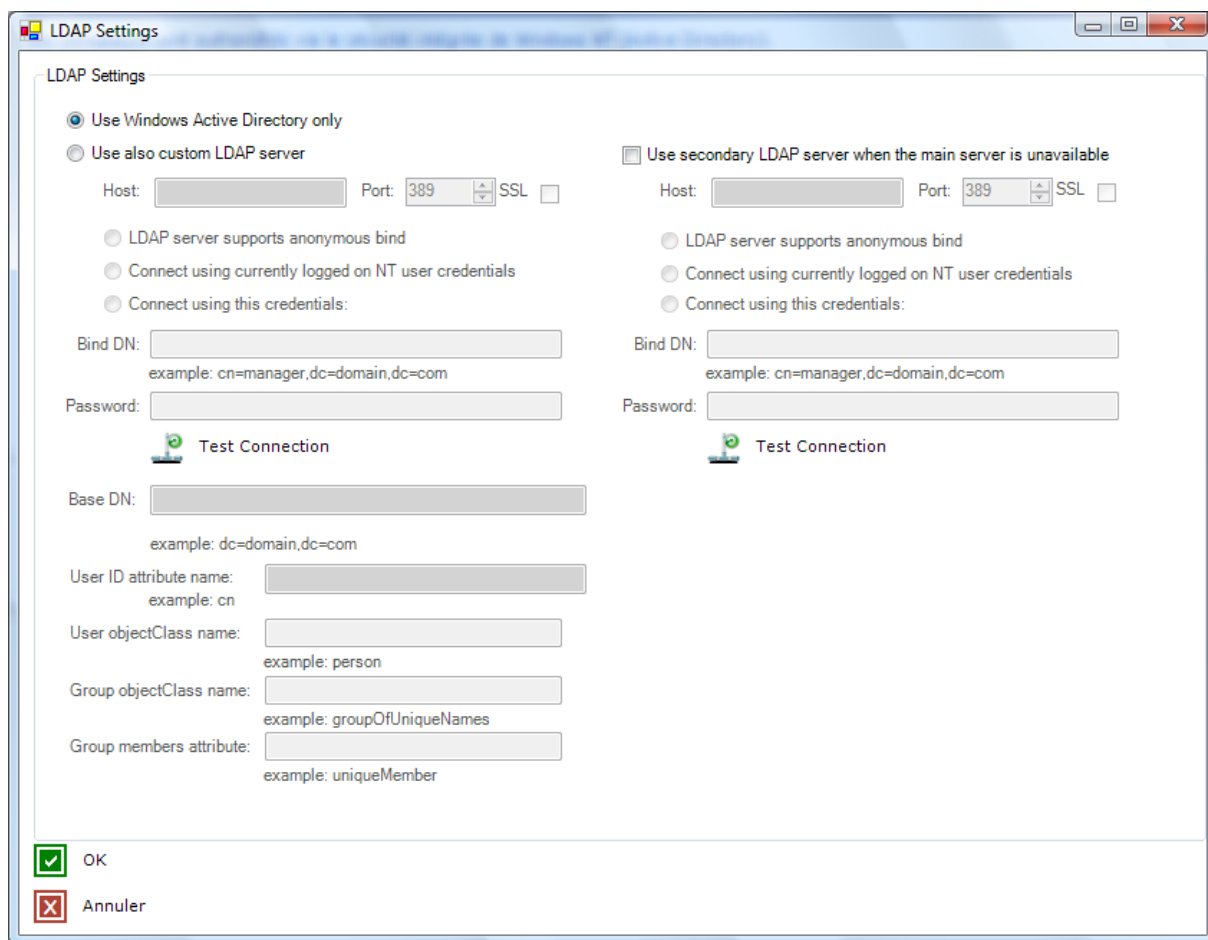 LDAP Settings
LDAP Settings
Use Windows Active Directory only
Use also custom LDAP server
Host: Port: 389 SSL
LDAP server supports anonymous bind
Connect using currently logged on NT user credentials
Connect using this credentials:
Bind DN:
example: cn=manager,dc=domain,dc=com
Password:
Test Connection
Base DN:
example: dc=domain,dc=com
User ID attribute name:
example: cn
User objectClass name:
example: person
Group objectClass name:
example: groupOfUniqueNames
Group members attribute:
example: uniqueMember
Use secondary LDAP server when the main server is unavailable
Host: Port: 389 SSL
LDAP server supports anonymous bind
Connect using currently logged on NT user credentials
Connect using this credentials:
Bind DN:
example: cn=manager,dc=domain,dc=com
Password:
Test Connection
OK
Annuler